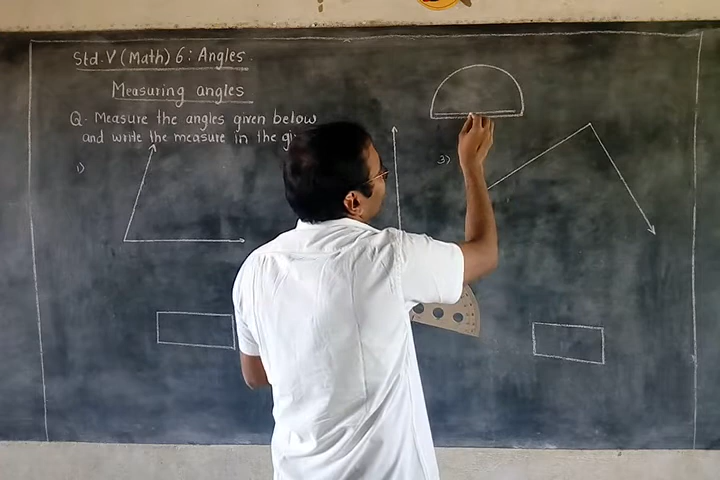 Std. V (Math) 6: Angles.
Measuring angles
Q. Measure the angles given below
and write the measure in the
1)
3)